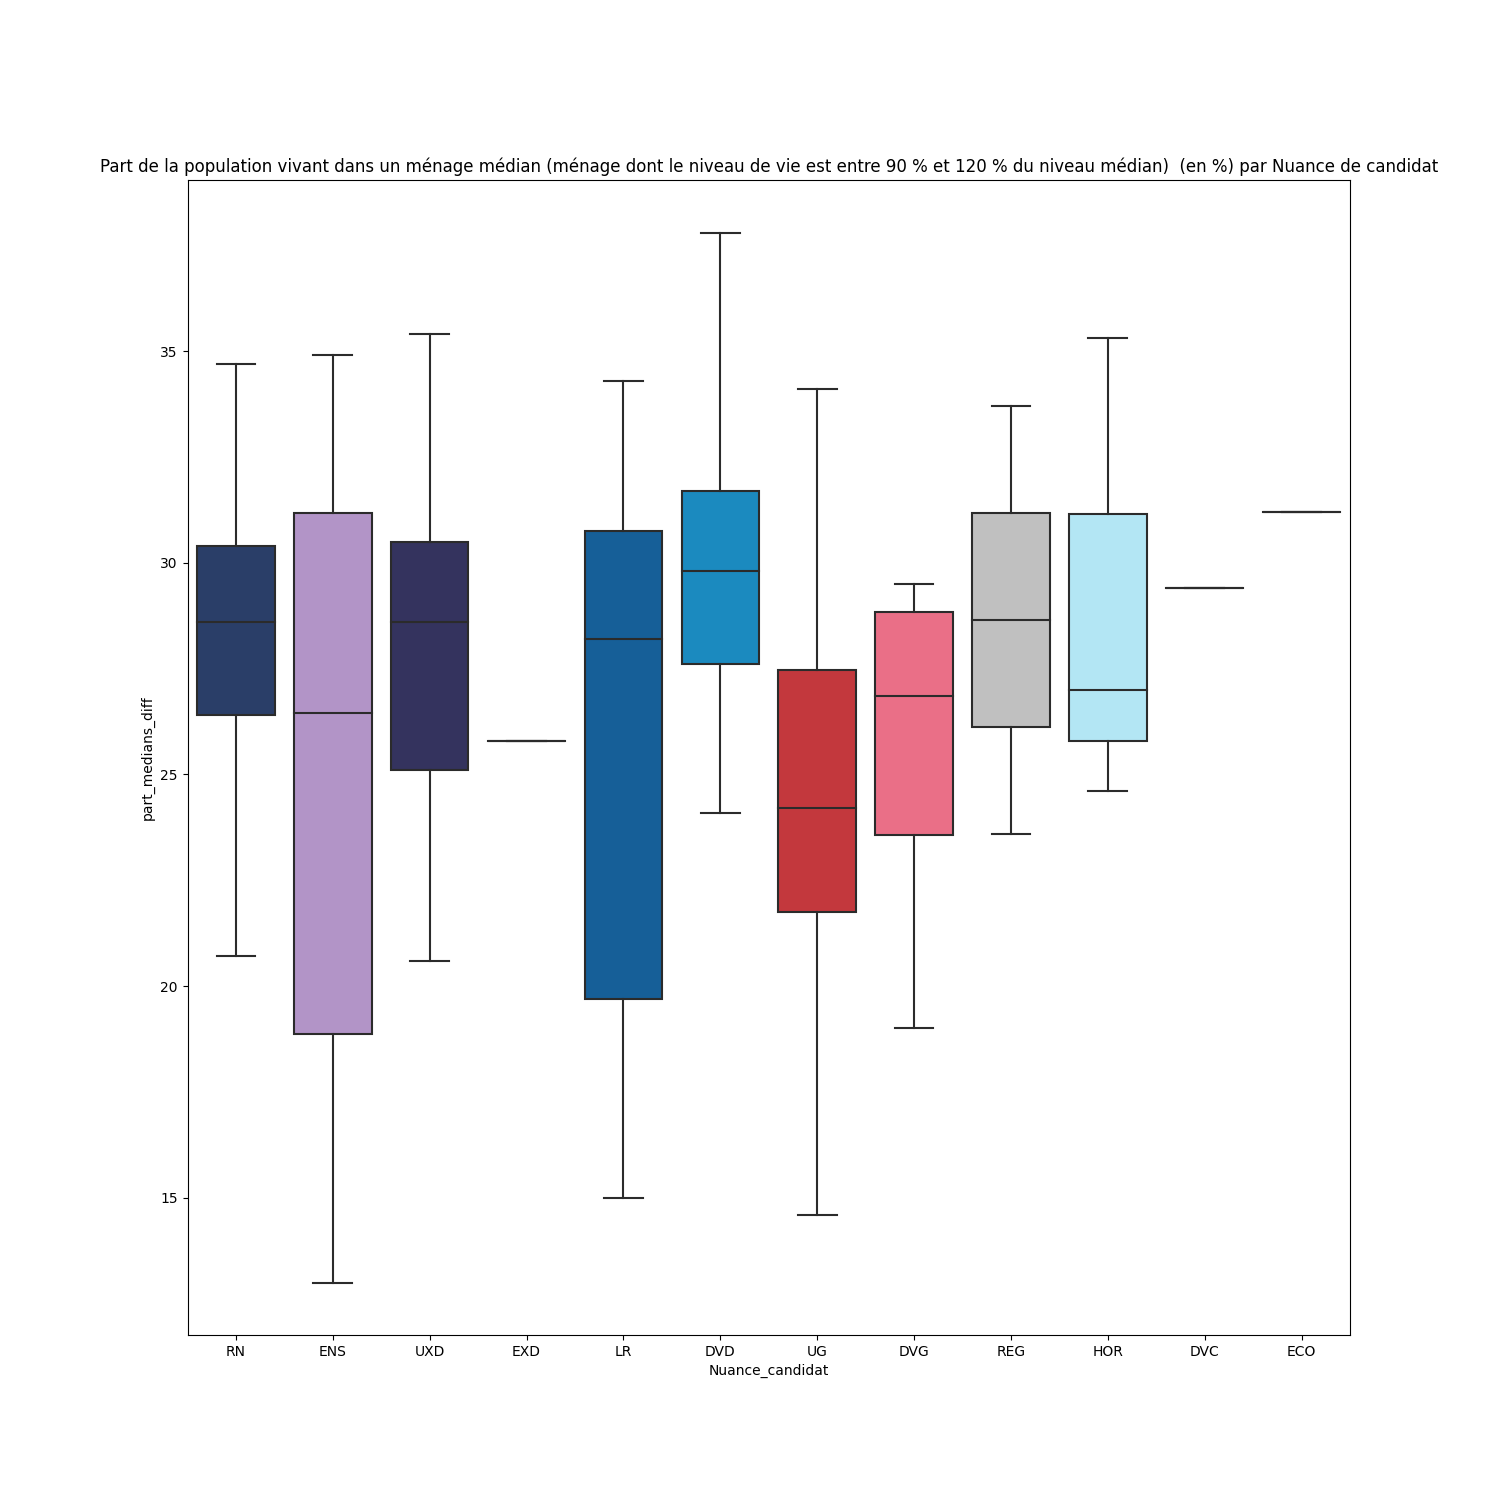 Part de la population vivant dans un ménage médian (ménage dont le niveau de vie est entre 90 % et 120 % du niveau médian)  (en %) par Nuance de candidat
35
30
25
20
15
part_medians_diff
RN ENS UXD EXD LR DVD UG DVG REG HOR DVC ECO
Nuance_candidat